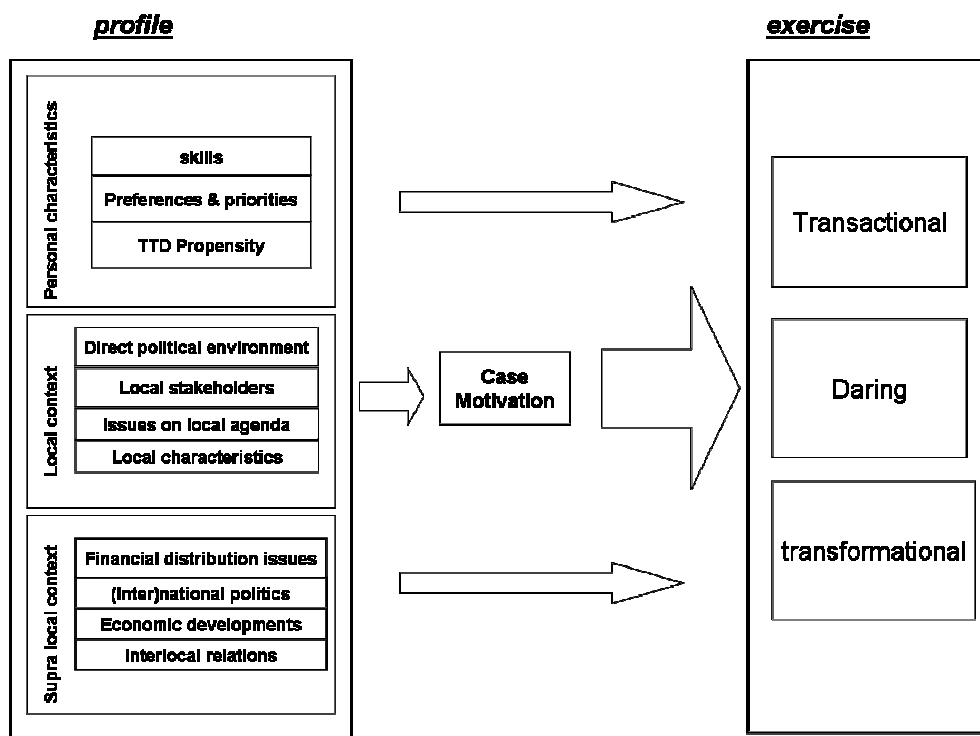 profile
exercise
Personal characteristics
skills
Preferences & priorities
TTD Propensity
Local context
Direct political environment
Local stakeholders
Issues on local agenda
Local characteristics
Supra local context
Financial distribution issues
(Inter)national politics
Economic developments
Interlocal relations
Case
Motivation
Transactional
Daring
transformational